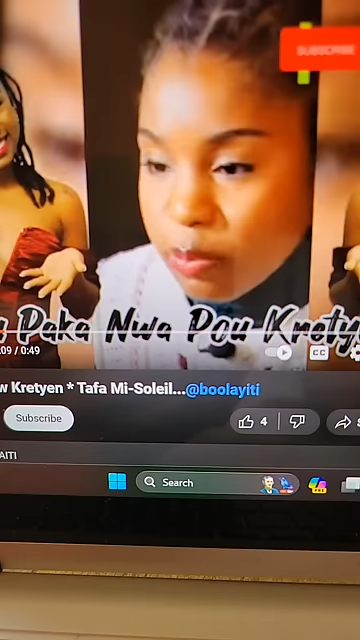 SUBSCRIBE
Paka Nwa Pou Krety
:09 / 0:49
CC
w Kretyen * Tafa Mi-Soleil...@boolayiti
Subscribe
4
AITI
Search